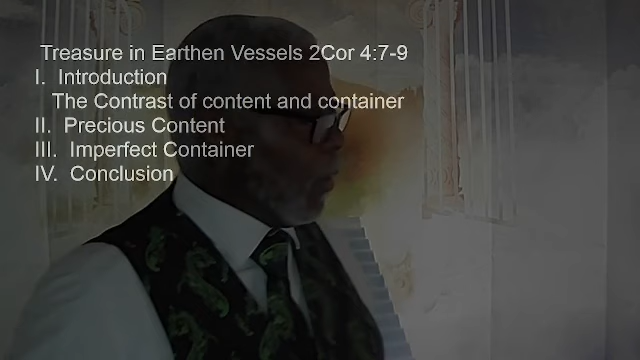 Treasure in Earthen Vessels 2Cor 4:7-9
I. Introduction
The Contrast of content and container
II. Precious Content
III. Imperfect Container
IV. Conclusion